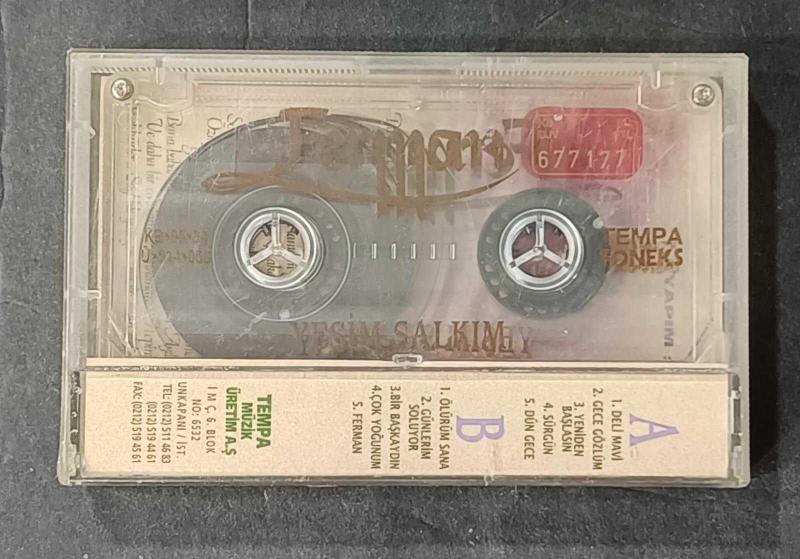 Ferman
677177
TEMPA
FONEKS
YAPIM :
YEŞİM SALKIM
A
1. DELİ MAVİ
2. GECE GÖZLÜM
3. YENİDEN
BAŞLASIN
4. SÜRGÜN
5. DÜN GECE
B
1. ÖLÜRÜM SANA
2. GÜNLERİM
SOLUYOR
3.BİR BAŞKAYDIN
4.ÇOK YOĞUNUM
5. FERMAN
TEMPA
MÜZİK
ÜRETİM A.Ş
İ M Ç, 6. BLOK
NO: 6532
UNKAPANI / İST.
TEL: (0212) 511 46 83
(0212) 519 44 61
FAX: (0212) 519 45 61